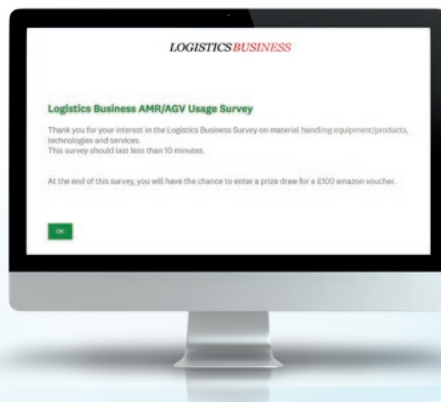 LOGISTICS BUSINESS
Logistics Business AMR/AGV Usage Survey
Thank you for your interest in the Logistics Business Survey on material handling equipment/products,
technologies and services.
This survey should last less than 10 minutes.
At the end of this survey, you will have the chance to enter a prize draw for a £100 amazon voucher.
OK